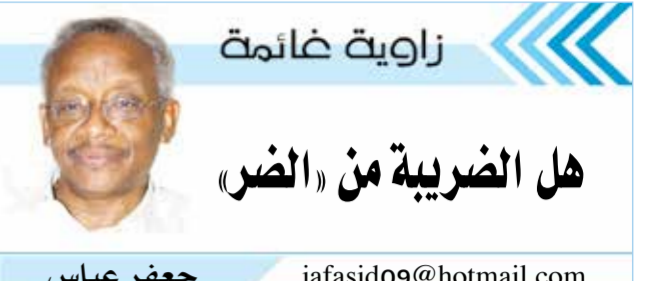 زاوية غائمة
هل الضريبة من «الضر»
جعفر عباس
jafasid09@hotmail.com